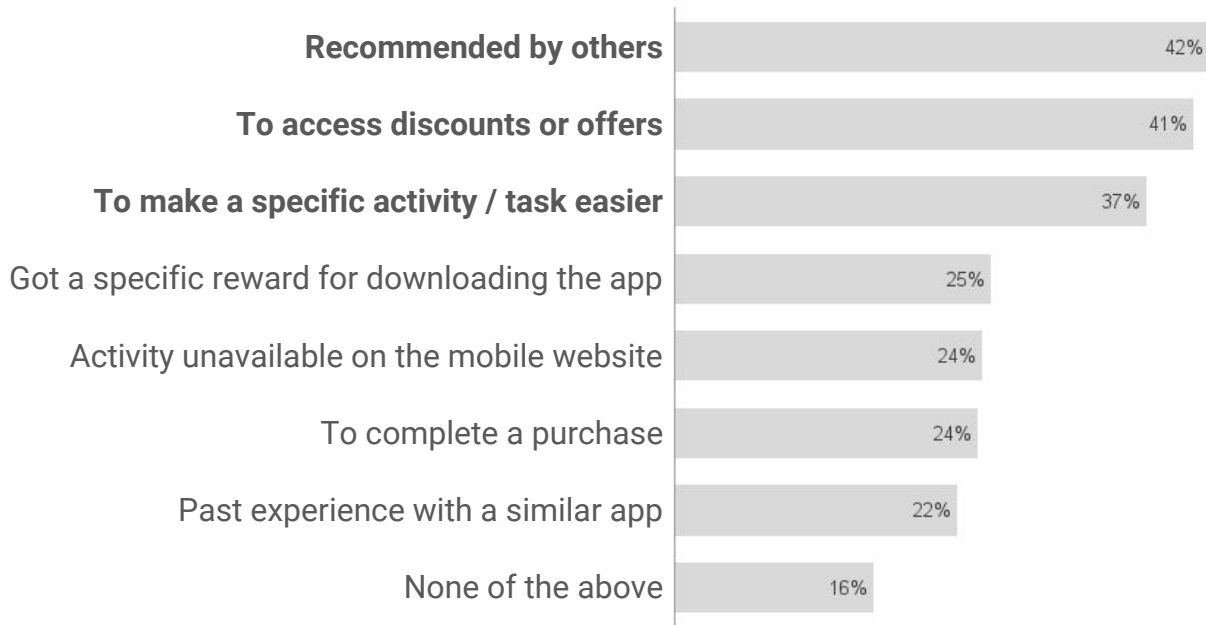 Recommended by others 42%
To access discounts or offers 41%
To make a specific activity / task easier 37%
Got a specific reward for downloading the app 25%
Activity unavailable on the mobile website 24%
To complete a purchase 24%
Past experience with a similar app 22%
None of the above 16%